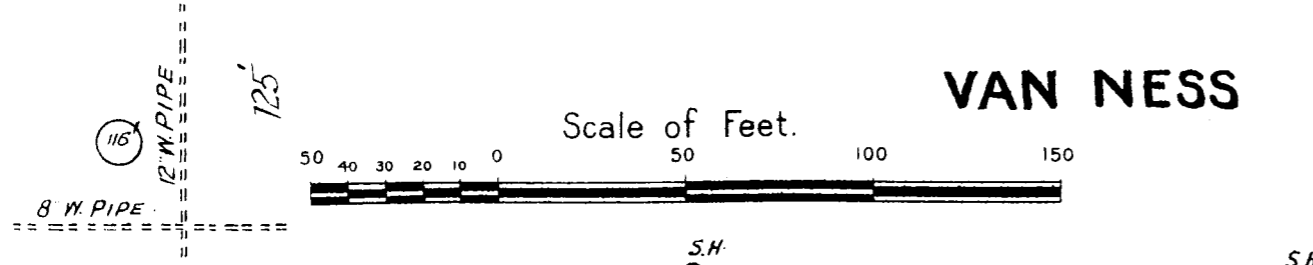 12" W. PIPE
125'
VAN NESS
Scale of Feet.
116'
50 40 30 20 10 0 50 100 150
8" W. PIPE.
S.H.